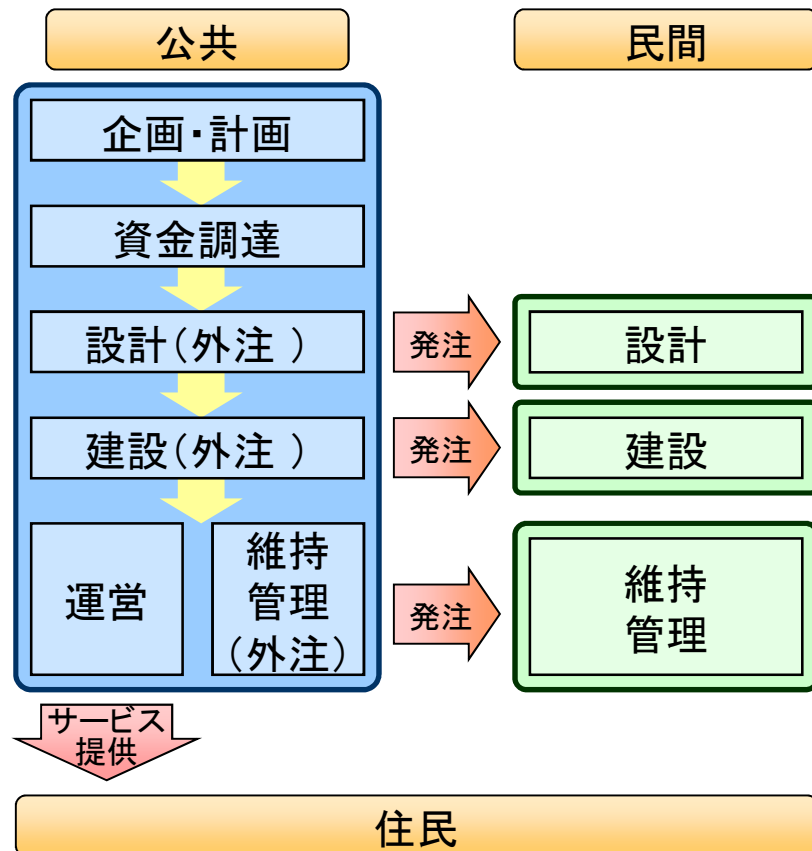 公共
民間
企画・計画
資金調達
設計(外注 )
発注
設計
建設(外注 )
発注
建設
運営
維持
管理
(外注)
発注
維持
管理
サービス
提供
住民